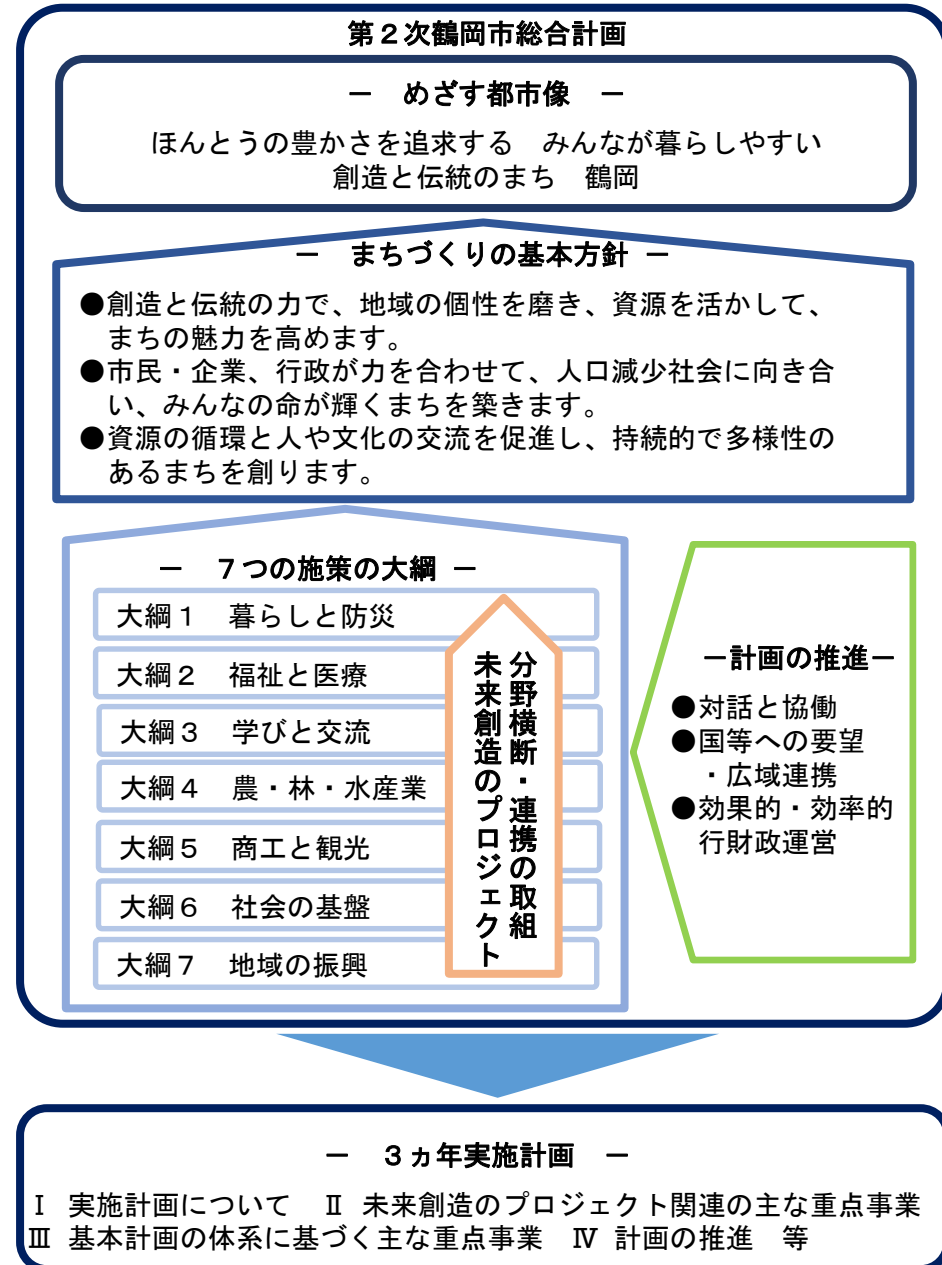 第２次鶴岡市総合計画
－　めざす都市像　－
ほんとうの豊かさを追求する　みんなが暮らしやすい
創造と伝統のまち　鶴岡
－　まちづくりの基本方針　－
●創造と伝統の力で、地域の個性を磨き、資源を活かして、
まちの魅力を高めます。
●市民・企業、行政が力を合わせて、人口減少社会に向き合
い、みんなの命が輝くまちを築きます。
●資源の循環と人や文化の交流を促進し、持続的で多様性の
あるまちを創ります。
－　７つの施策の大綱　－
大綱１　暮らしと防災
大綱２　福祉と医療
大綱３　学びと交流
大綱４　農・林・水産業
大綱５　商工と観光
大綱６　社会の基盤
大綱７　地域の振興
分野横断・連携の取組
未来創造のプロジェクト
－計画の推進－
●対話と協働
●国等への要望
・広域連携
●効果的・効率的
行財政運営
－　３ヵ年実施計画　－
Ⅰ　実施計画について　Ⅱ　未来創造のプロジェクト関連の主な重点事業
Ⅲ　基本計画の体系に基づく主な重点事業　Ⅳ　計画の推進　等